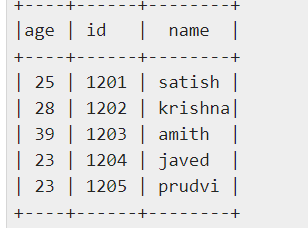 +----+------+--------+
|age | id   |  name  |
+----+------+--------+
| 25 | 1201 | satish |
| 28 | 1202 | krishna|
| 39 | 1203 | amith  |
| 23 | 1204 | javed  |
| 23 | 1205 | prudvi |
+----+------+--------+